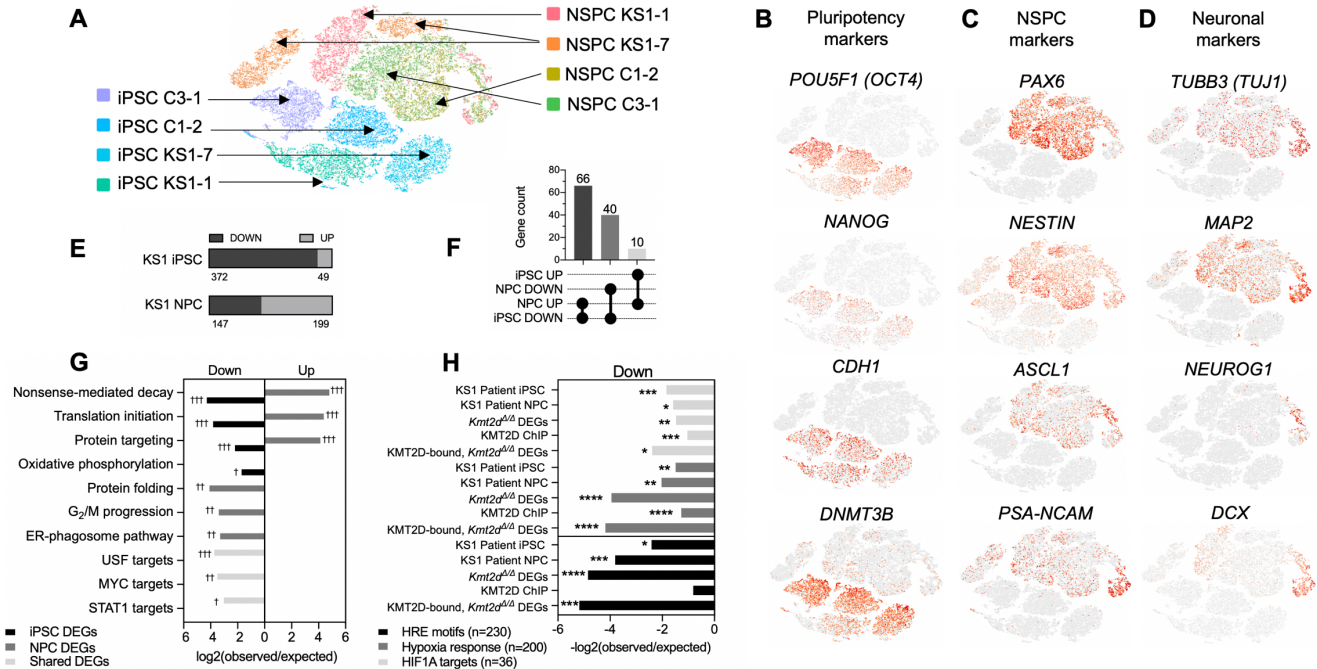 A
NSPC KS1-1
NSPC KS1-7
NSPC C1-2
NSPC C3-1
iPSC C3-1
iPSC C1-2
iPSC KS1-7
iPSC KS1-1
B
Pluripotency
markers
POU5F1 (OCT4)
NANOG
CDH1
DNMT3B
C
NSPC
markers
PAX6
NESTIN
ASCL1
PSA-NCAM
D
Neuronal
markers
TUBB3 (TUJ1)
MAP2
NEUROG1
DCX
E
DOWN UP
KS1 iPSC
372 49
KS1 NPC
147 199
F
Gene count
80
60
40
20
0
66
40
10
iPSC UP
NPC DOWN
NPC UP
iPSC DOWN
G
Down Up
Nonsense-mediated decay ††† †††
Translation initiation ††† †††
Protein targeting ††† †††
Oxidative phosphorylation †
Protein folding ††
G₂/M progression ††
ER-phagosome pathway ††
USF targets †††
MYC targets ††
STAT1 targets †
6 4 2 0 2 4 6
log2(observed/expected)
iPSC DEGs
NPC DEGs
Shared DEGs
H
Down
KS1 Patient iPSC ***
KS1 Patient NPC *
Kmt2d^Δ/Δ DEGs **
KMT2D ChIP ***
KMT2D-bound, Kmt2d^Δ/Δ DEGs *
KS1 Patient iPSC **
KS1 Patient NPC **
Kmt2d^Δ/Δ DEGs ****
KMT2D ChIP ****
KMT2D-bound, Kmt2d^Δ/Δ DEGs ****
KS1 Patient iPSC *
KS1 Patient NPC ***
Kmt2d^Δ/Δ DEGs ****
KMT2D ChIP
KMT2D-bound, Kmt2d^Δ/Δ DEGs ***
-6 -4 -2 0
-log2(observed/expected)
HRE motifs (n=230)
Hypoxia response (n=200)
HIF1A targets (n=36)